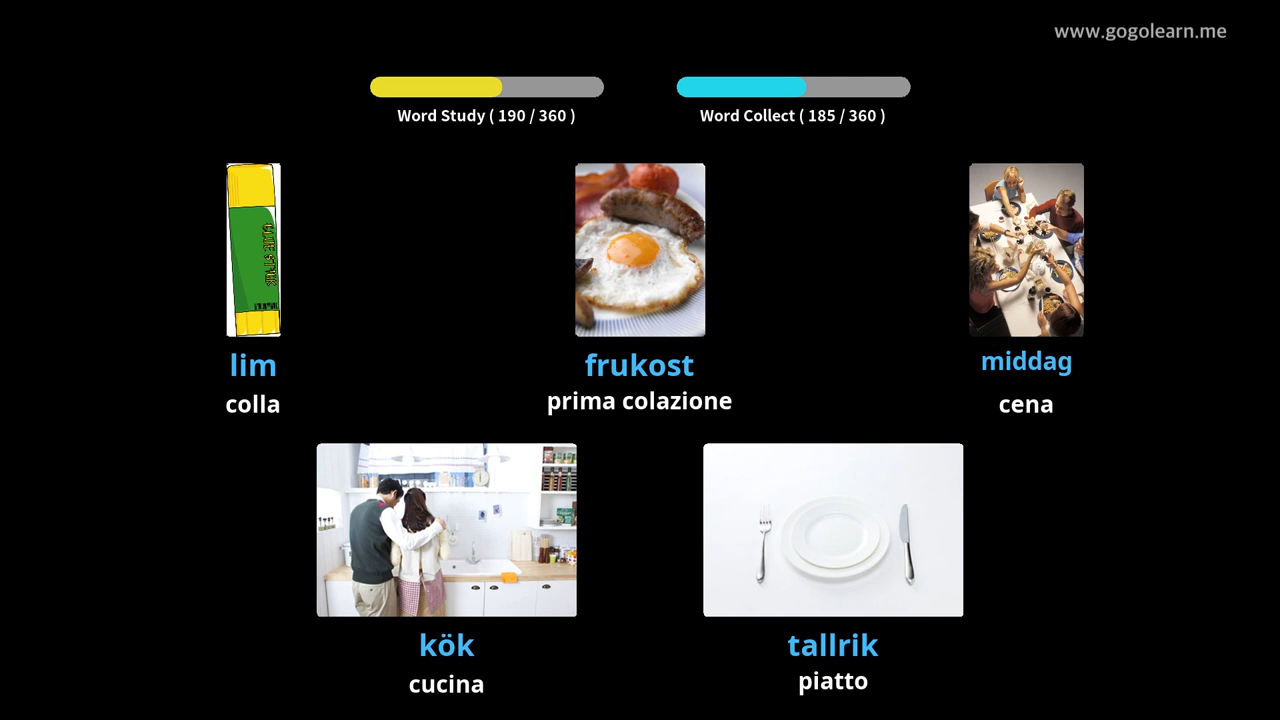 www.gogolearn.me
Word Study ( 190 / 360 )
Word Collect ( 185 / 360 )
lim
colla
frukost
prima colazione
middag
cena
kök
cucina
tallrik
piatto